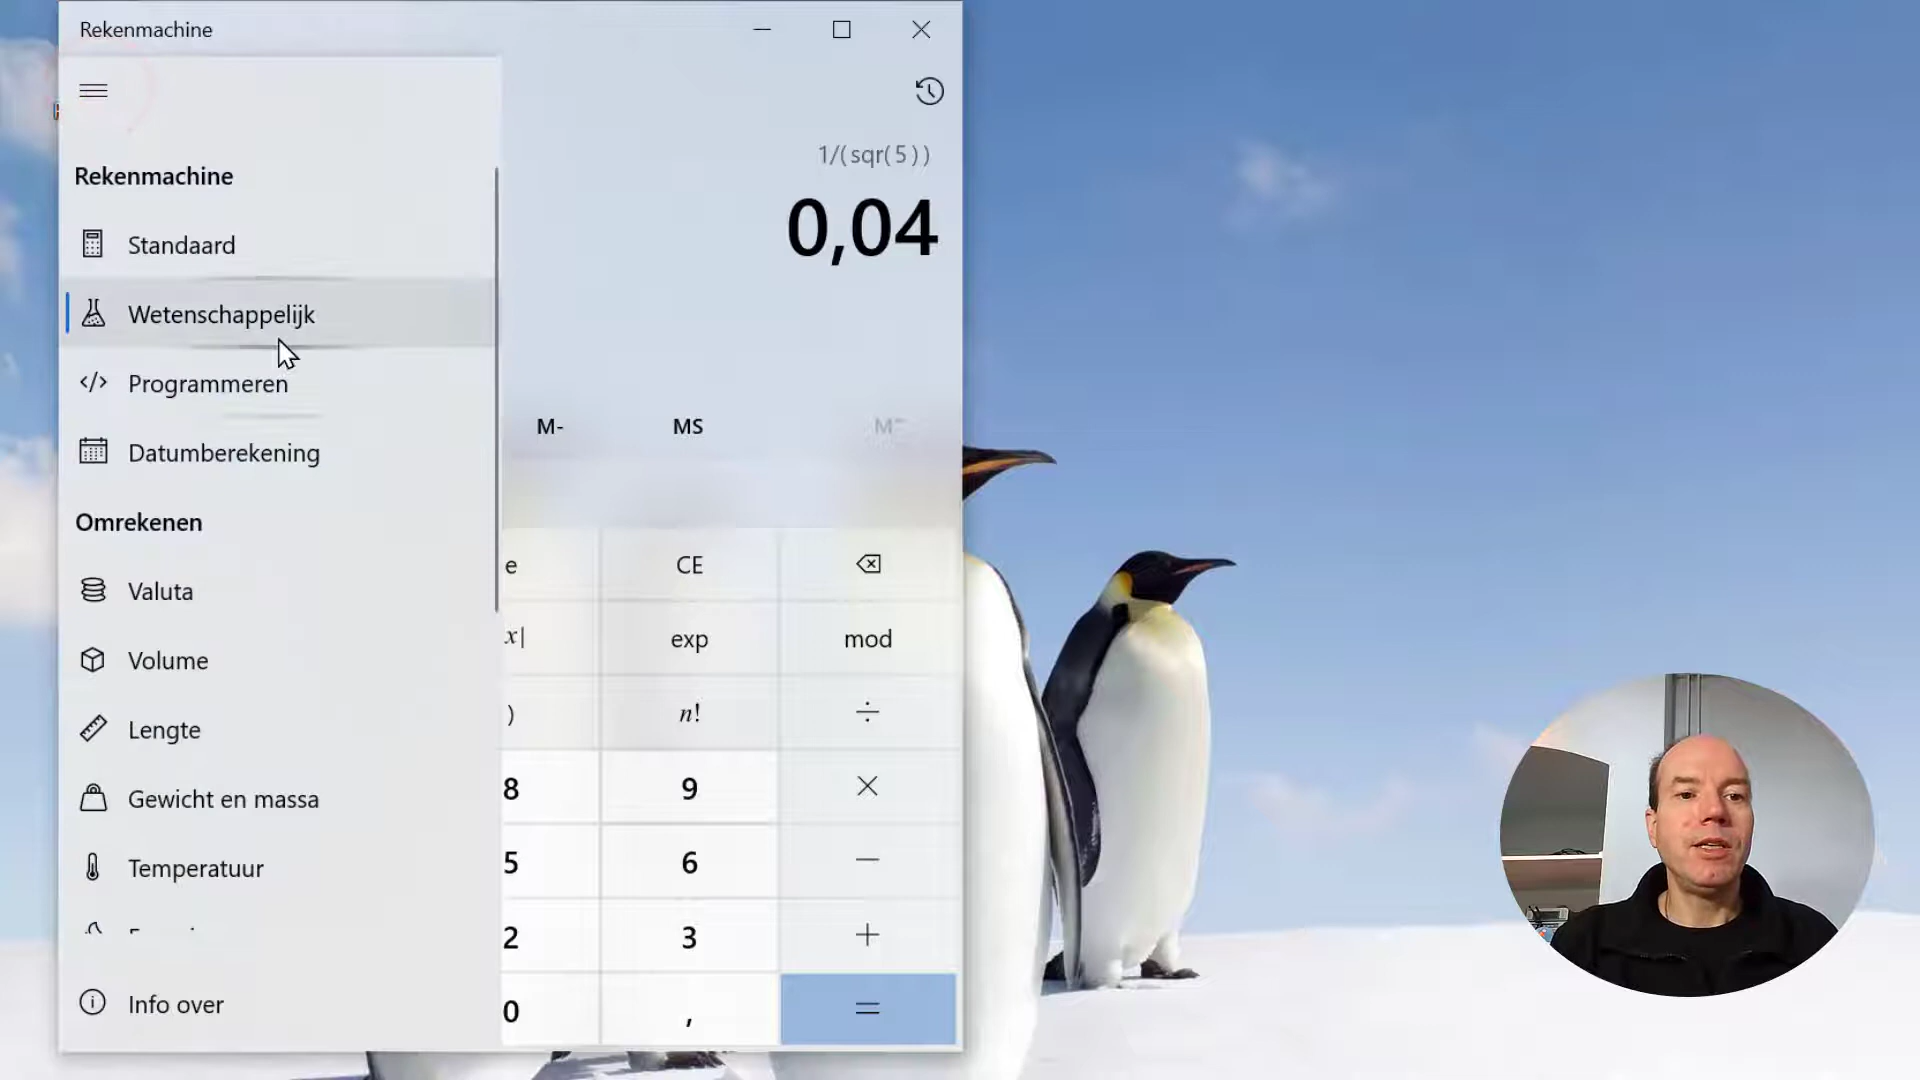 Rekenmachine
1/(sqr(5))
0,04
Rekenmachine
Standaard
Wetenschappelijk
Programmeren
Datumberekening
Omrekenen
Valuta
Volume
Lengte
Gewicht en massa
Temperatuur
Info over
M- MS
e CE
x| exp mod
) n! ÷
8 9 ×
5 6 −
2 3 +
0 , =